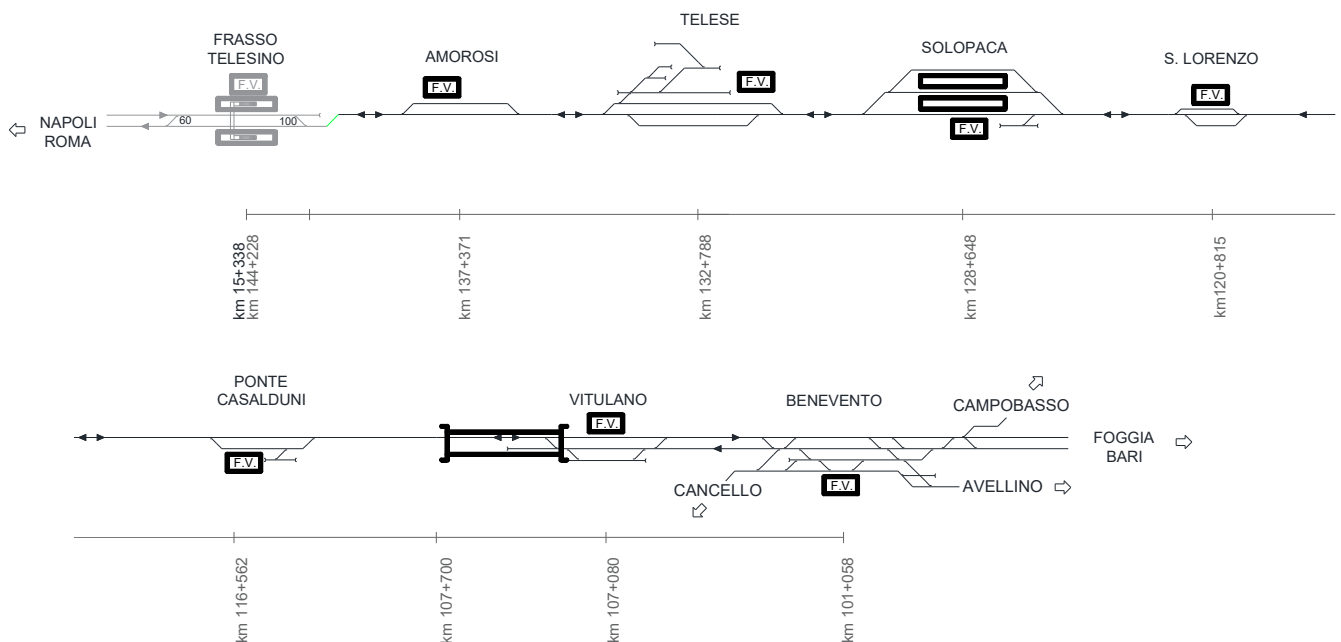 FRASSO
TELESINO
F.V.
NAPOLI
ROMA
60
100
AMOROSI
F.V.
TELESE
F.V.
SOLOPACA
F.V.
S. LORENZO
F.V.
km 15+338
km 144+228
km 137+371
km 132+788
km 128+648
km120+815
PONTE
CASALDUNI
F.V.
VITULANO
F.V.
BENEVENTO
F.V.
CAMPOBASSO
FOGGIA
BARI
CANCELLO
AVELLINO
km 116+562
km 107+700
km 107+080
km 101+058